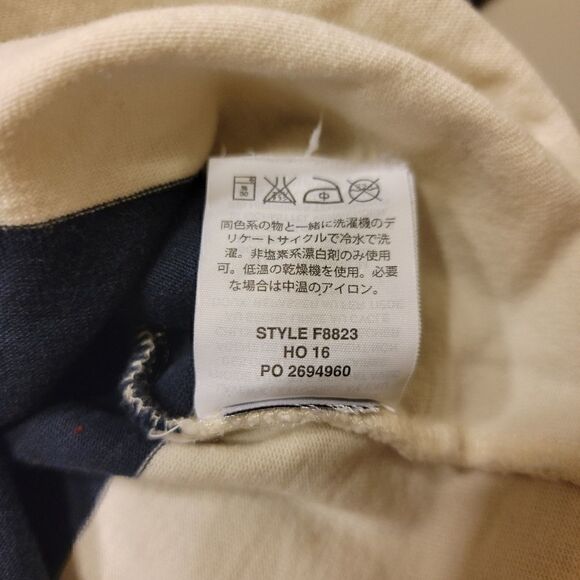 同色系の物と一緒に洗濯機のデ
リケートサイクルで冷水で洗
濯。非塩素系漂白剤のみ使用
可。低温の乾燥機を使用。必要
な場合は中温のアイロン。
STYLE F8823
HO 16
PO 2694960